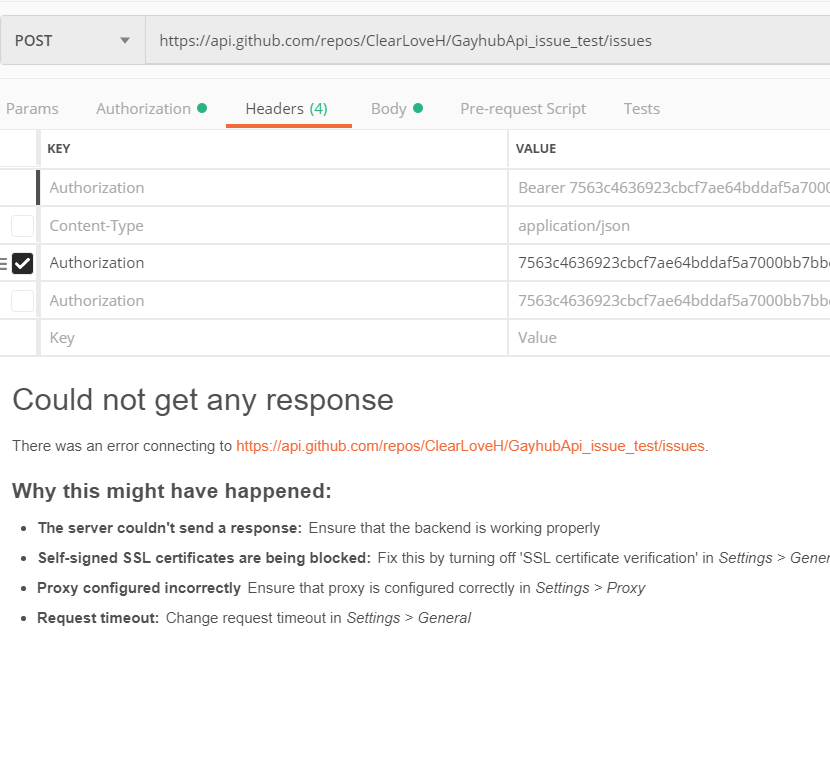 POST https://api.github.com/repos/ClearLoveH/GayhubApi_issue_test/issues
Params Authorization Headers (4) Body Pre-request Script Tests
KEY VALUE
Authorization Bearer 7563c4636923cbcf7ae64bddaf5a7000
Content-Type application/json
Authorization 7563c4636923cbcf7ae64bddaf5a7000bb7bb
Authorization 7563c4636923cbcf7ae64bddaf5a7000bb7bb
Key Value
Could not get any response
There was an error connecting to https://api.github.com/repos/ClearLoveH/GayhubApi_issue_test/issues.
Why this might have happened:
• The server couldn't send a response: Ensure that the backend is working properly
• Self-signed SSL certificates are being blocked: Fix this by turning off 'SSL certificate verification' in Settings > Gener
• Proxy configured incorrectly Ensure that proxy is configured correctly in Settings > Proxy
• Request timeout: Change request timeout in Settings > General